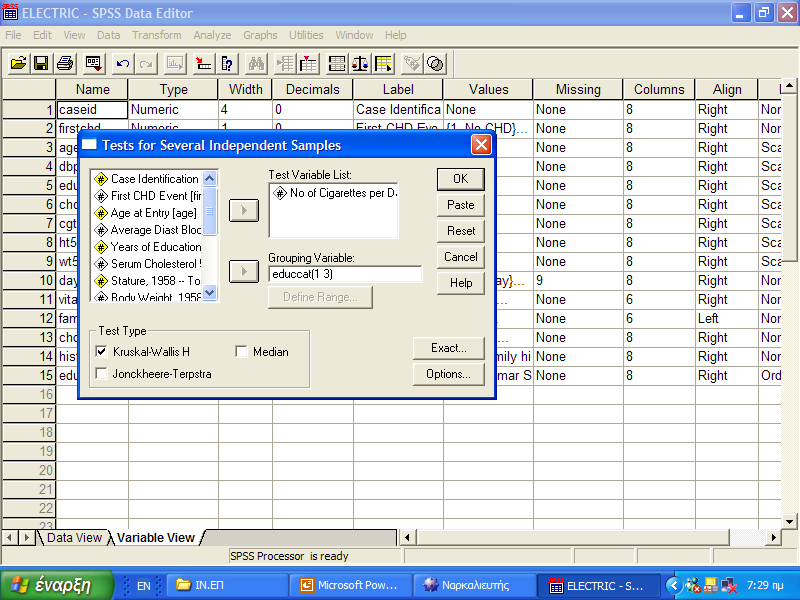 ELECTRIC - SPSS Data Editor
File Edit View Data Transform Analyze Graphs Utilities Window Help
Name Type Width Decimals Label Values Missing Columns Align
1 caseid Numeric 4 0 Case Identifica None None 8 Right Nor
2 firstchd Numeric 1 0 First CHD Eve {1, No CHD}... None 8 Right Nor
Tests for Several Independent Samples
3 age None 8 Right Sca
4 dbp None 8 Right Sca
5 edu None 8 Right Sca
6 cho None 8 Right Sca
7 cgt None 8 Right Sca
8 ht5 None 8 Right Sca
9 wt5 None 8 Right Sca
10 day ay}... 9 8 Right Nor
11 vita ... None 6 Right Nor
12 fam None 6 Left Nor
13 cho ... None 8 Right Nor
14 hist mily hi None 8 Right Nor
15 edu mar S None 8 Right Ord
16
17
18
19
20
21
22
23
Case Identification
First CHD Event [fir
Age at Entry [age]
Average Diast Bloo
Years of Education
Serum Cholesterol
Stature, 1958 -- To
Body Weight, 1958
Test Variable List:
No of Cigarettes per D
Grouping Variable:
educcat(1 3)
Define Range...
OK
Paste
Reset
Cancel
Help
Test Type
Kruskal-Wallis H Median
Jonckheere-Terpstra
Exact...
Options...
Data View Variable View
SPSS Processor is ready
έναρξη EN ΙΝ.ΕΠ Microsoft Pow... Ναρκαλιευτής ELECTRIC - S... 7:29 πμ